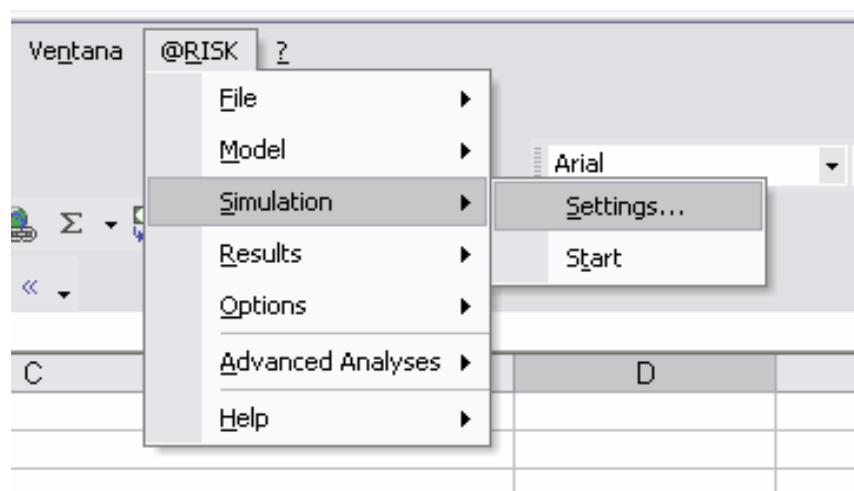 Ventana @RISK ?
File
Model
Arial
Simulation
Settings...
Σ
Results
Start
«
Options
Advanced Analyses
C
D
Help